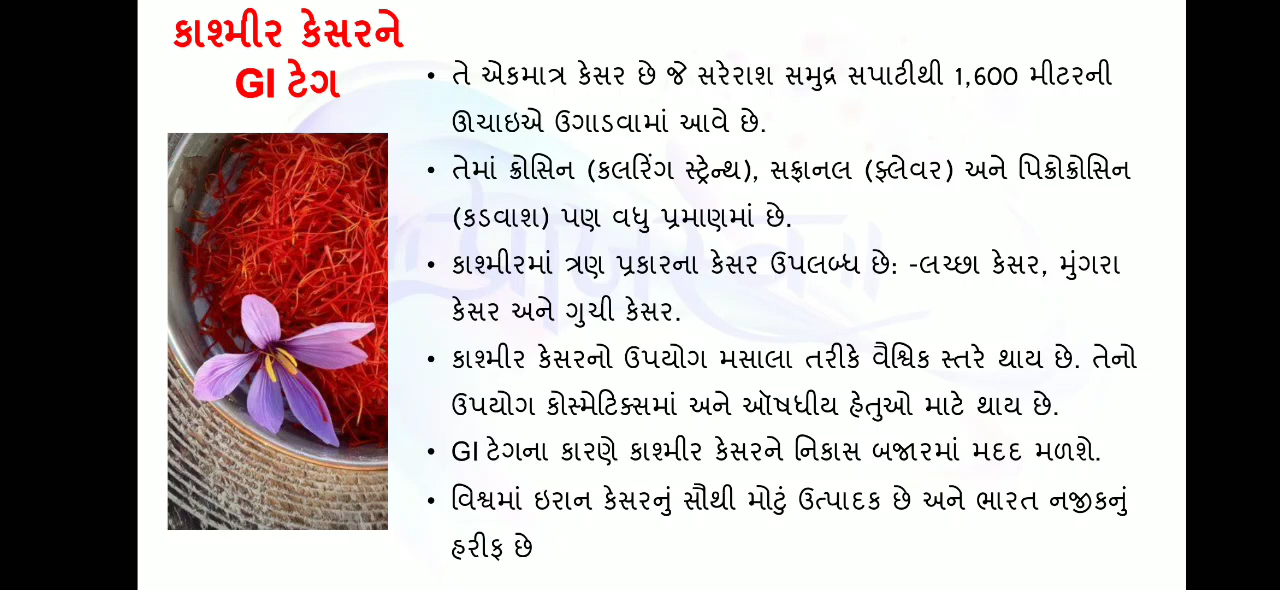 કાશ્મીર કેસરને
GI ટેગ
• તે એકમાત્ર કેસર છે જે સરેરાશ સમુદ્ર સપાટીથી 1,600 મીટરની
ઊચાઇએ ઉગાડવામાં આવે છે.
• તેમાં ક્રોસિન (કલરિંગ સ્ટ્રેન્થ), સફ્રાનલ (ફ્લેવર) અને પિક્રોક્રોસિન
(કડવાશ) પણ વધુ પ્રમાણમાં છે.
• કાશ્મીરમાં ત્રણ પ્રકારના કેસર ઉપલબ્ધ છે: -લચ્છા કેસર, મુંગરા
કેસર અને ગુચી કેસર.
• કાશ્મીર કેસરનો ઉપયોગ મસાલા તરીકે વૈશ્વિક સ્તરે થાય છે. તેનો
ઉપયોગ કોસ્મેટિક્સમાં અને ઑષધીય હેતુઓ માટે થાય છે.
• GI ટેગના કારણે કાશ્મીર કેસરને નિકાસ બજારમાં મદદ મળશે.
• વિશ્વમાં ઇરાન કેસરનું સૌથી મોટું ઉત્પાદક છે અને ભારત નજીકનું
હરીફ છે